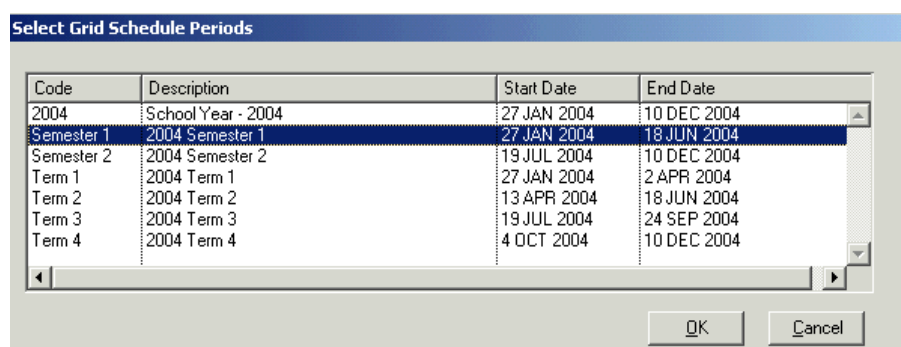 Select Grid Schedule Periods
Code Description Start Date End Date
2004 School Year - 2004 27 JAN 2004 10 DEC 2004
Semester 1 2004 Semester 1 27 JAN 2004 18 JUN 2004
Semester 2 2004 Semester 2 19 JUL 2004 10 DEC 2004
Term 1 2004 Term 1 27 JAN 2004 2 APR 2004
Term 2 2004 Term 2 13 APR 2004 18 JUN 2004
Term 3 2004 Term 3 19 JUL 2004 24 SEP 2004
Term 4 2004 Term 4 4 OCT 2004 10 DEC 2004
OK Cancel